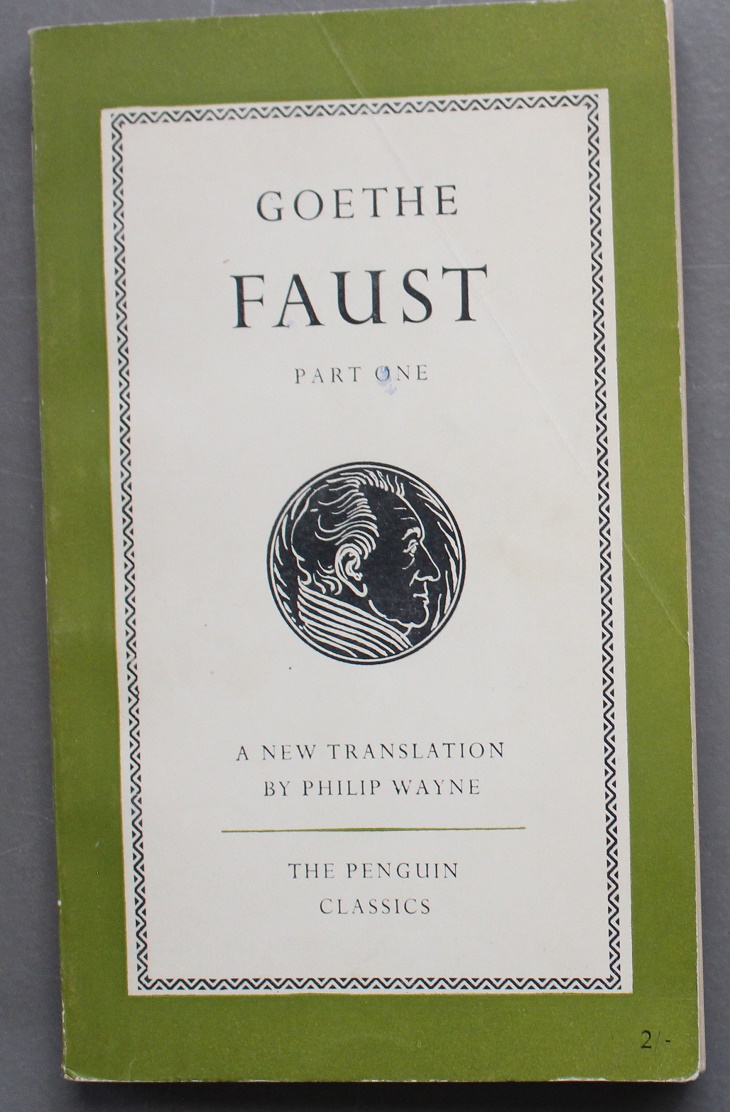 GOETHE
FAUST
PART ONE
A NEW TRANSLATION
BY PHILIP WAYNE
THE PENGUIN
CLASSICS
2/-